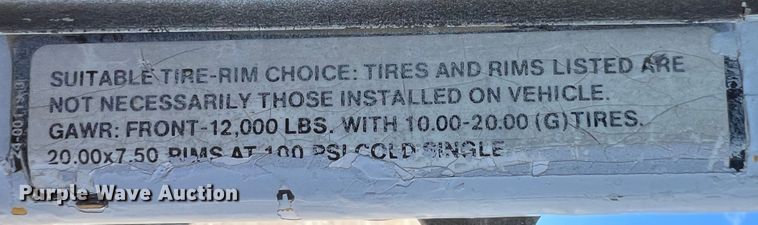 SUITABLE TIRE-RIM CHOICE: TIRES AND RIMS LISTED ARE
NOT NECESSARILY THOSE INSTALLED ON VEHICLE.
GAWR: FRONT-12,000 LBS. WITH 10.00-20.00 (G)TIRES.
20.00x7.50 RIMS AT 100 PSI COLD SINGLE
Purple Wave Auction